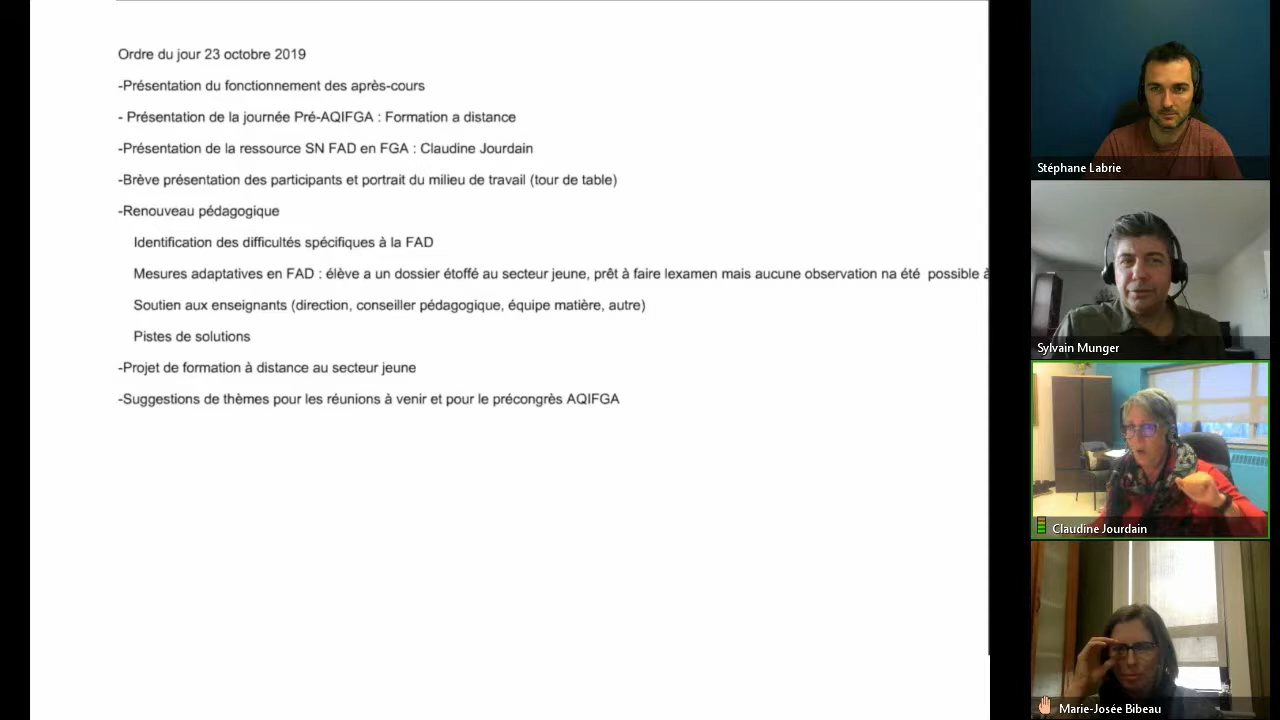 Ordre du jour 23 octobre 2019
-Présentation du fonctionnement des après-cours
- Présentation de la journée Pré-AQIFGA : Formation a distance
-Présentation de la ressource SN FAD en FGA : Claudine Jourdain
-Brève présentation des participants et portrait du milieu de travail (tour de table)
-Renouveau pédagogique
Identification des difficultés spécifiques à la FAD
Mesures adaptatives en FAD : élève a un dossier étoffé au secteur jeune, prêt à faire lexamen mais aucune observation na été possible à
Soutien aux enseignants (direction, conseiller pédagogique, équipe matière, autre)
Pistes de solutions
-Projet de formation à distance au secteur jeune
-Suggestions de thèmes pour les réunions à venir et pour le précongrès AQIFGA
Stéphane Labrie
Sylvain Munger
Claudine Jourdain
Marie-Josée Bibeau